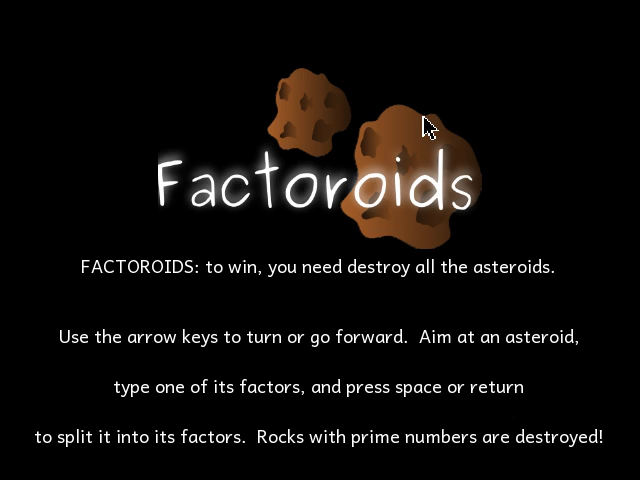 Factoroids
FACTOROIDS: to win, you need destroy all the asteroids.
Use the arrow keys to turn or go forward.  Aim at an asteroid,
type one of its factors, and press space or return
to split it into its factors.  Rocks with prime numbers are destroyed!